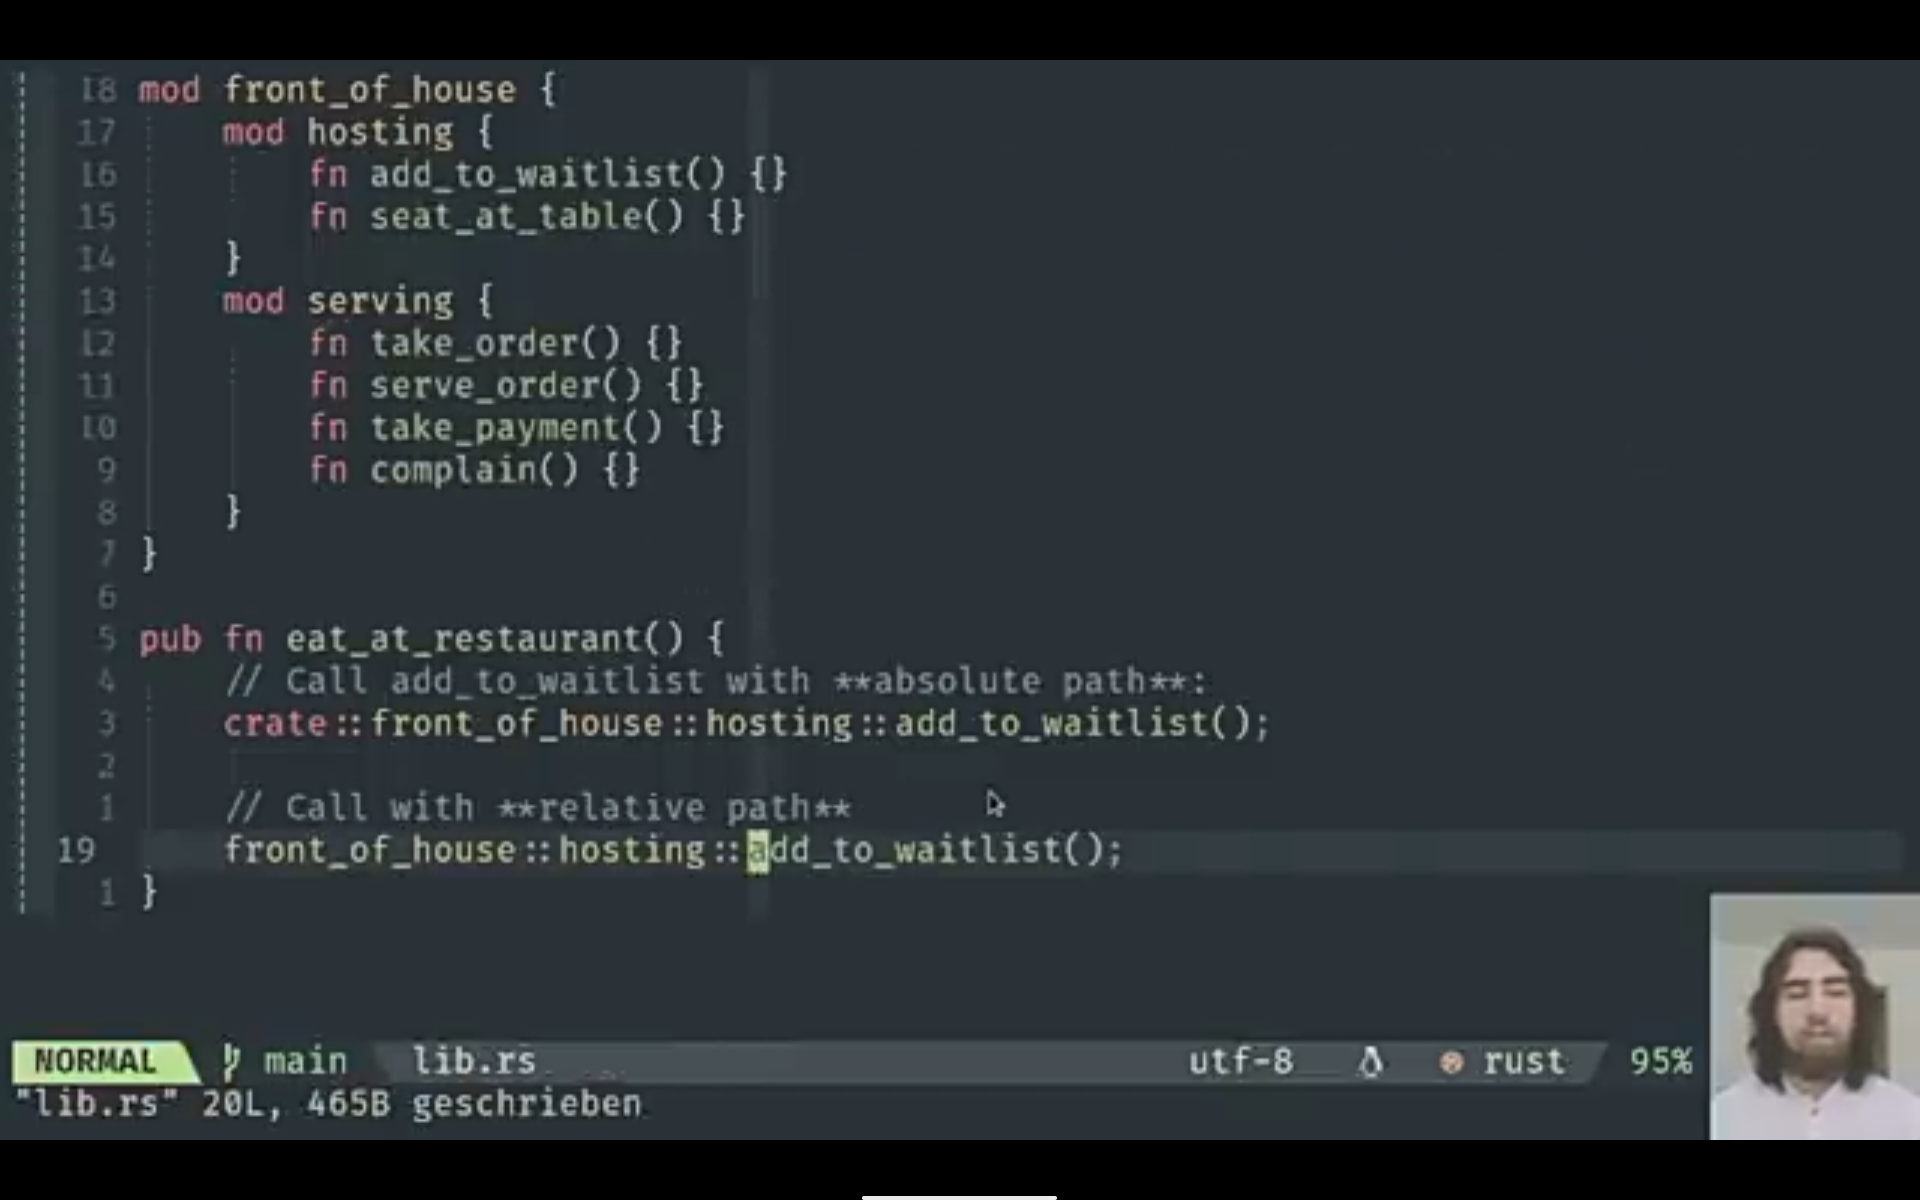 18 mod front_of_house {
17 mod hosting {
16 fn add_to_waitlist() {}
15 fn seat_at_table() {}
14 }
13 mod serving {
12 fn take_order() {}
11 fn serve_order() {}
10 fn take_payment() {}
9 fn complain() {}
8 }
7 }
6
5 pub fn eat_at_restaurant() {
4 // Call add_to_waitlist with **absolute path**:
3 crate::front_of_house::hosting::add_to_waitlist();
2
1 // Call with **relative path**
19 front_of_house::hosting::add_to_waitlist();
1 }
NORMAL main lib.rs utf-8 rust 95%
"lib.rs" 20L, 465B geschrieben